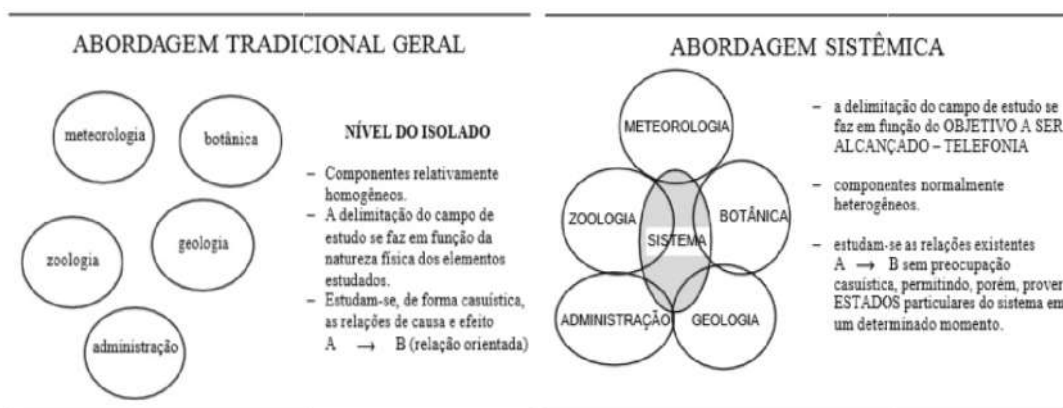 ABORDAGEM TRADICIONAL GERAL
meteorologia
botânica
zoologia
geologia
administração
NÍVEL DO ISOLADO
– Componentes relativamente
homogêneos.
– A delimitação do campo de
estudo se faz em função da
natureza física dos elementos
estudados.
– Estudam-se, de forma casuística,
as relações de causa e efeito
A → B (relação orientada)
ABORDAGEM SISTÊMICA
METEOROLOGIA
ZOOLOGIA
BOTÂNICA
SISTEMA
ADMINISTRAÇÃO
GEOLOGIA
– a delimitação do campo de estudo se
faz em função do OBJETIVO A SER
ALCANÇADO – TELEFONIA
– componentes normalmente
heterogêneos.
– estudam-se as relações existentes
A → B sem preocupação
casuística, permitindo, porém, prover
ESTADOS particulares do sistema em
um determinado momento.